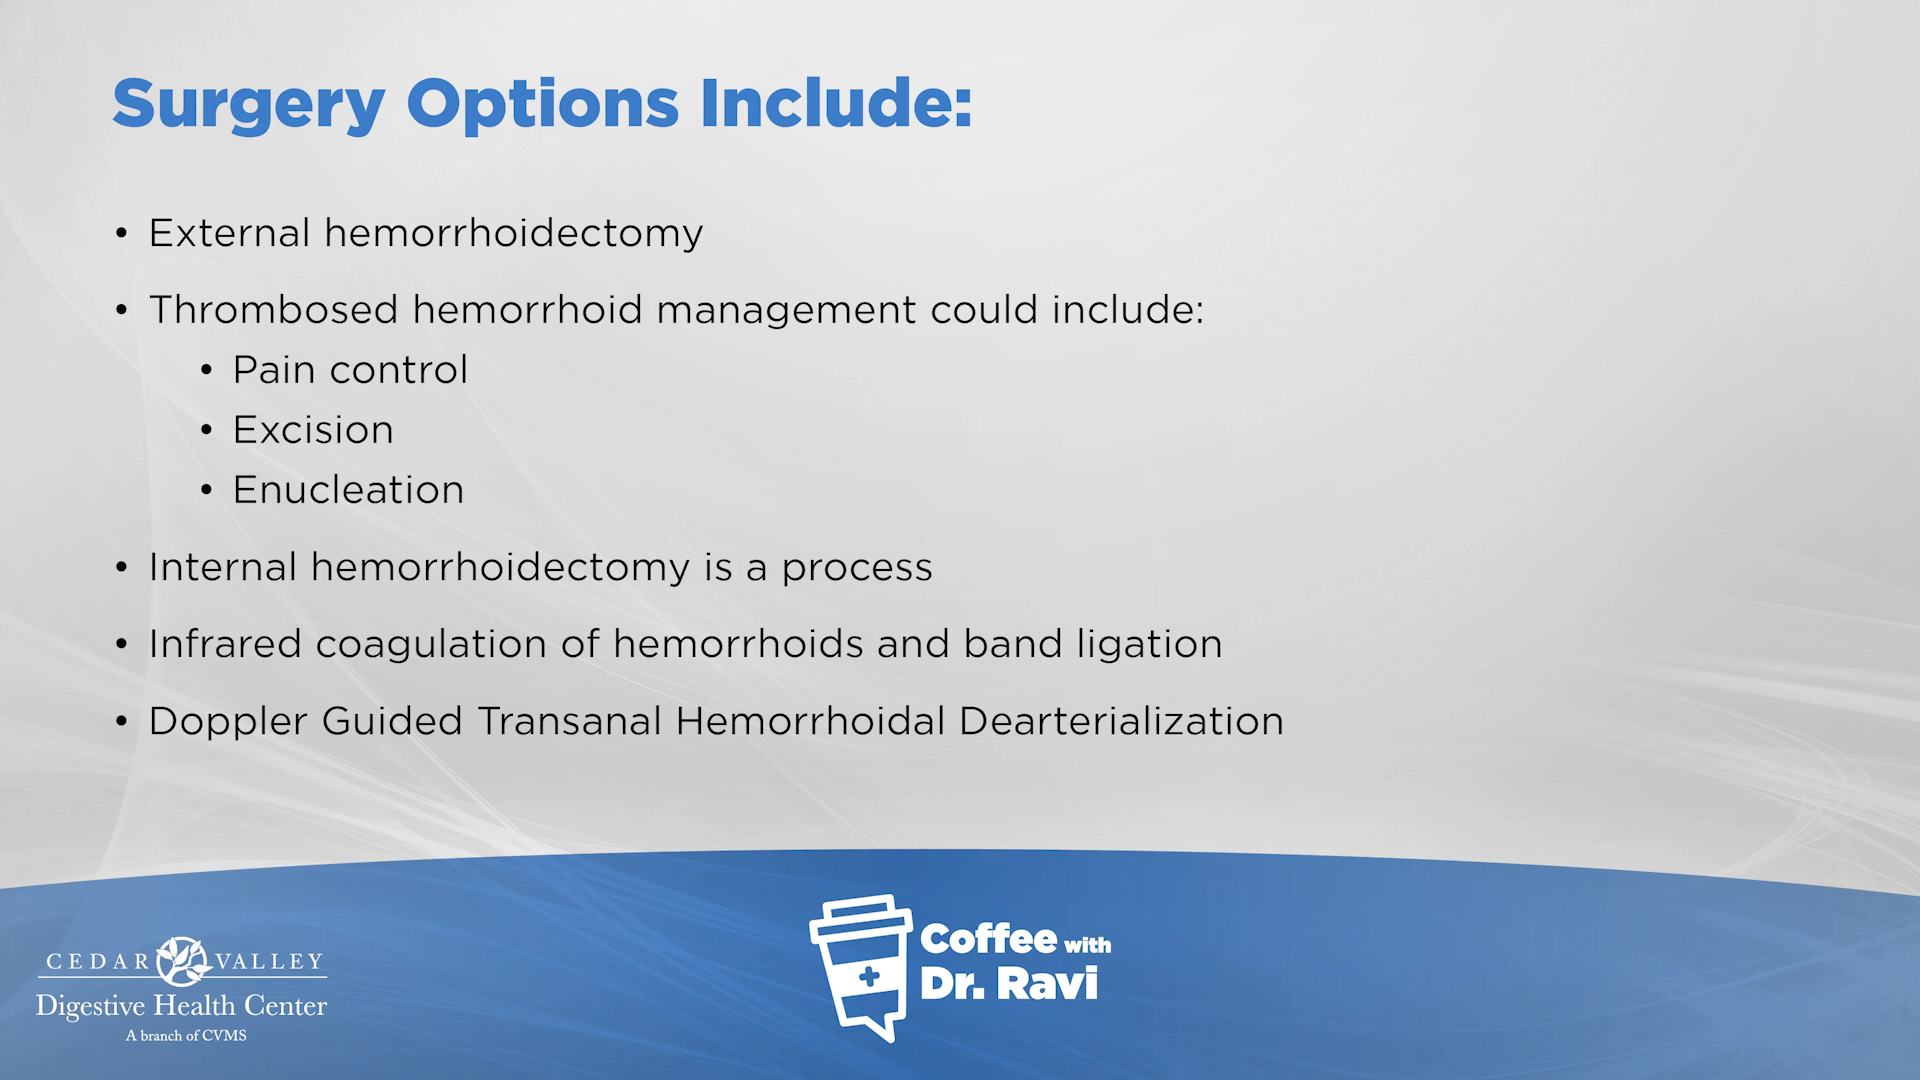 Surgery Options Include:
• External hemorrhoidectomy
• Thrombosed hemorrhoid management could include:
• Pain control
• Excision
• Enucleation
• Internal hemorrhoidectomy is a process
• Infrared coagulation of hemorrhoids and band ligation
• Doppler Guided Transanal Hemorrhoidal Dearterialization
CEDAR VALLEY
Digestive Health Center
A branch of CVMS
Coffee with
Dr. Ravi